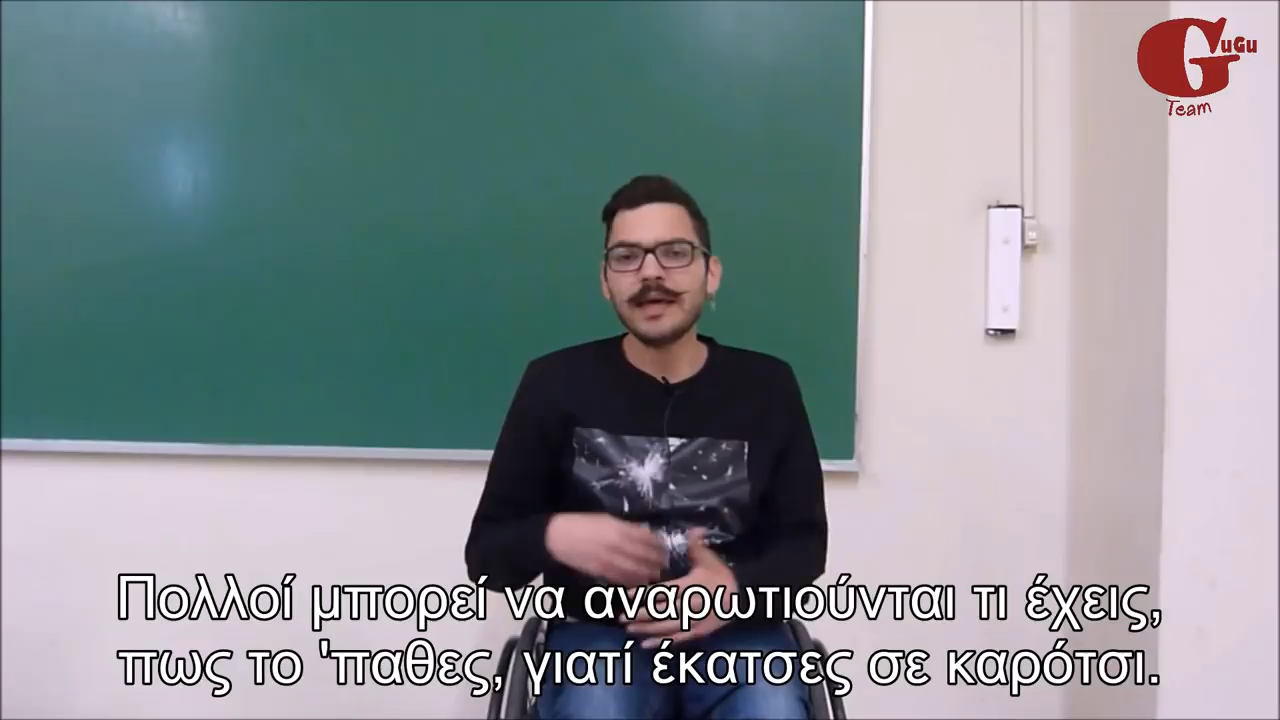 GuGu
Team
Πολλοί μπορεί να αναρωτιούνται τι έχεις,
πως το 'παθες, γιατί έκατσες σε καρότσι.